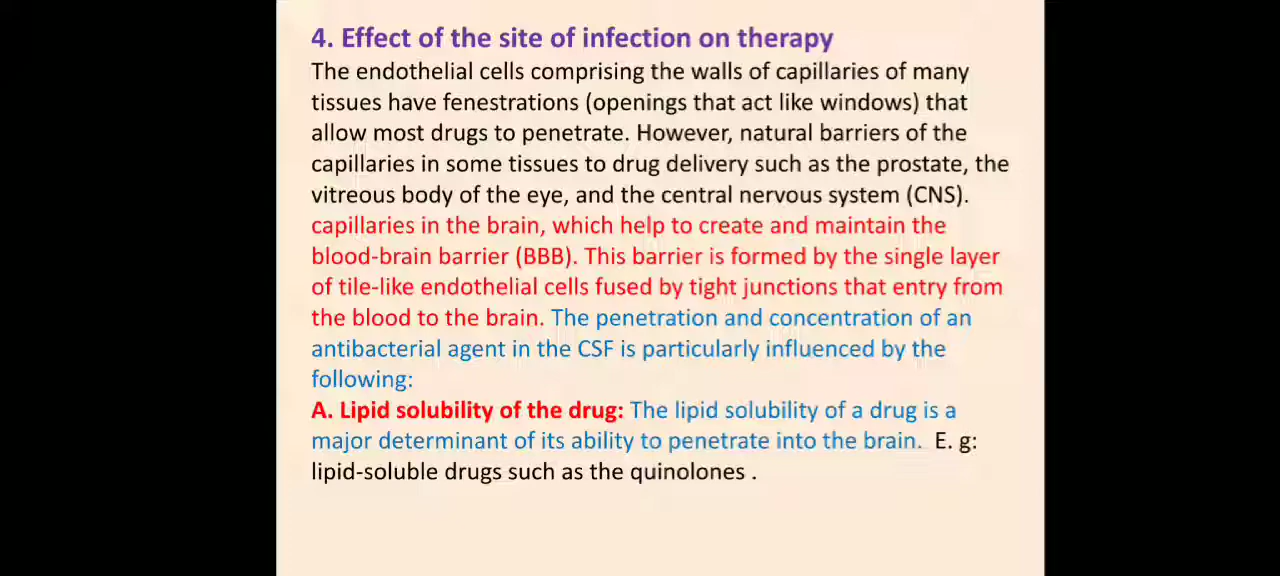 4. Effect of the site of infection on therapy
The endothelial cells comprising the walls of capillaries of many
tissues have fenestrations (openings that act like windows) that
allow most drugs to penetrate. However, natural barriers of the
capillaries in some tissues to drug delivery such as the prostate, the
vitreous body of the eye, and the central nervous system (CNS).
capillaries in the brain, which help to create and maintain the
blood-brain barrier (BBB). This barrier is formed by the single layer
of tile-like endothelial cells fused by tight junctions that entry from
the blood to the brain. The penetration and concentration of an
antibacterial agent in the CSF is particularly influenced by the
following:
A. Lipid solubility of the drug: The lipid solubility of a drug is a
major determinant of its ability to penetrate into the brain. E. g:
lipid-soluble drugs such as the quinolones .